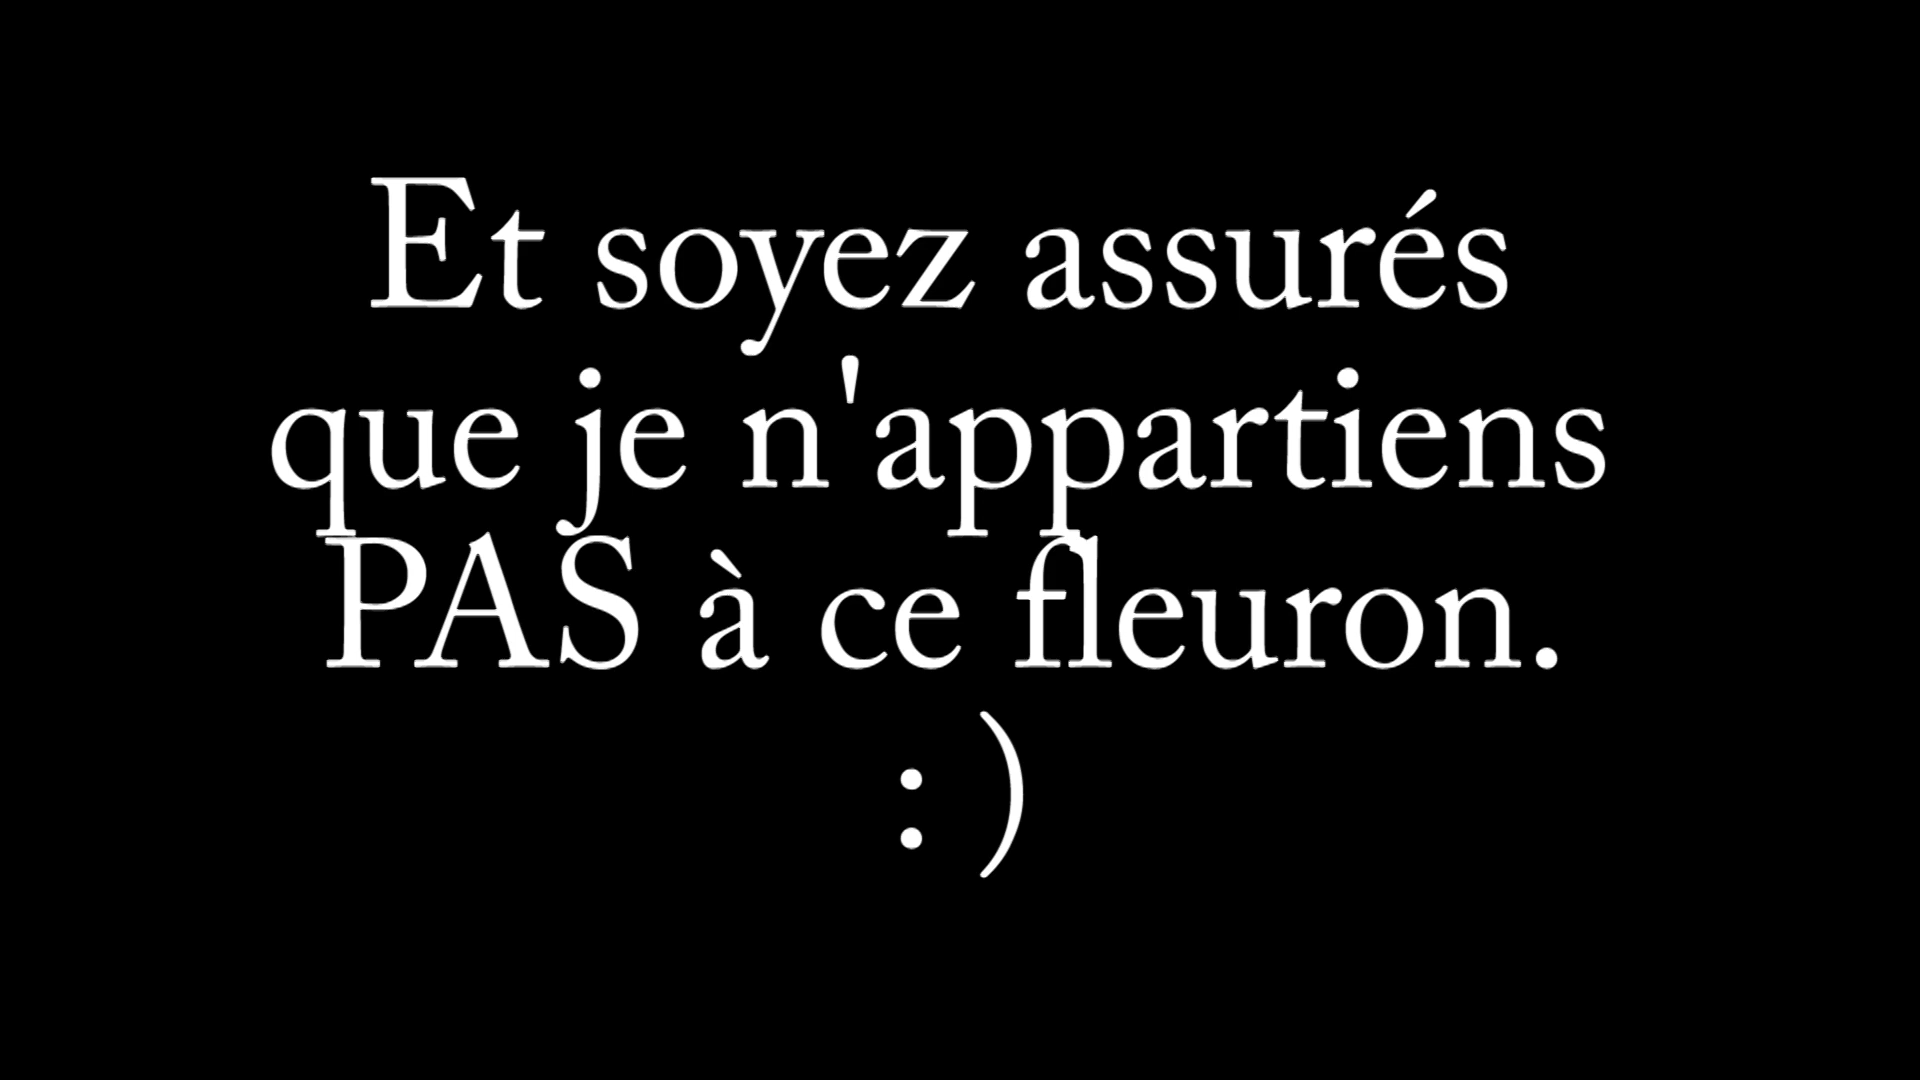 Et soyez assurés
que je n'appartiens
PAS à ce fleuron.
: )